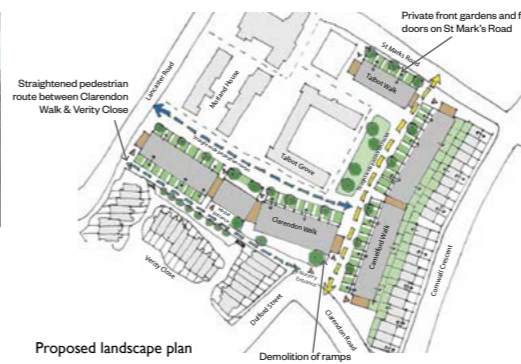 Private front gardens and f
doors on St Mark's Road
St Marks Road
Talbot Walk
Straightened pedestrian
route between Clarendon
Walk & Verity Close
Lancaster Road
Morland House
Talbot Grove
Clarendon Walk
Camelford Walk
Cornwall Crescent
Verity Close
Dulford Street
Entrance
Clarendon Road
Proposed landscape plan
Demolition of ramps